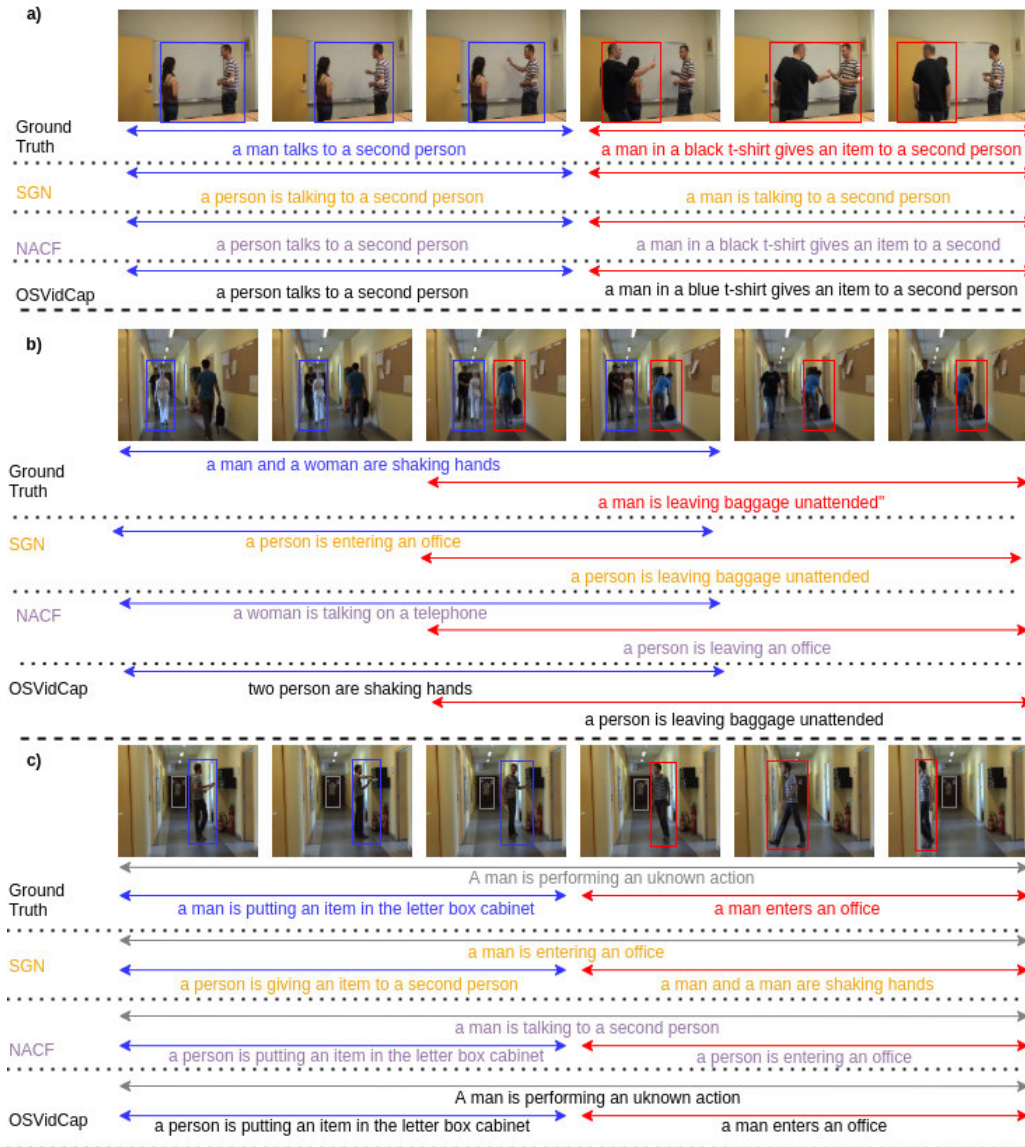 a)
Ground
Truth
a man talks to a second person
a man in a black t-shirt gives an item to a second person
SGN
a person is talking to a second person
a man is talking to a second person
NACF
a person talks to a second person
a man in a black t-shirt gives an item to a second
OSVidCap
a person talks to a second person
a man in a blue t-shirt gives an item to a second person
b)
Ground
Truth
a man and a woman are shaking hands
a man is leaving baggage unattended"
SGN
a person is entering an office
a person is leaving baggage unattended
NACF
a woman is talking on a telephone
a person is leaving an office
OSVidCap
two person are shaking hands
a person is leaving baggage unattended
c)
Ground
Truth
A man is performing an uknown action
a man is putting an item in the letter box cabinet
a man enters an office
SGN
a man is entering an office
a person is giving an item to a second person
a man and a man are shaking hands
NACF
a man is talking to a second person
a person is putting an item in the letter box cabinet
a person is entering an office
OSVidCap
A man is performing an uknown action
a person is putting an item in the letter box cabinet
a man enters an office